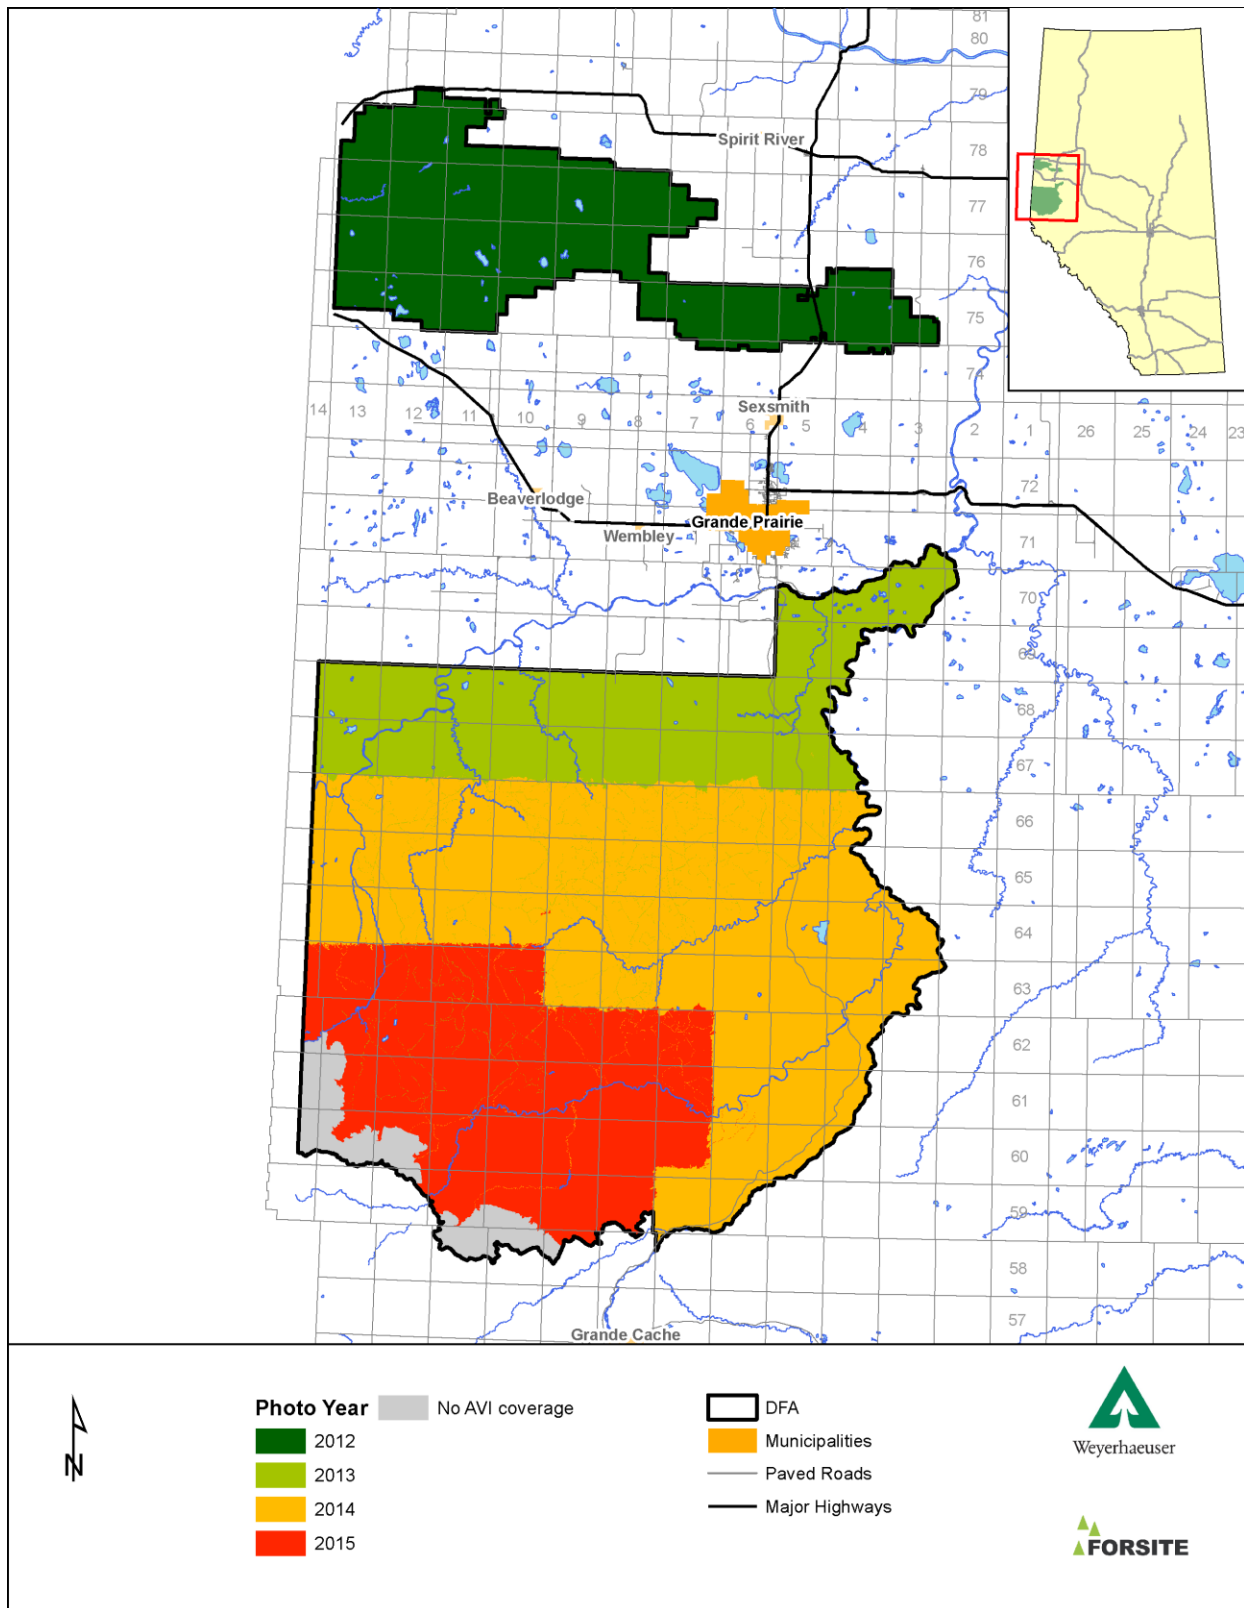 81
80
79
Spirit River
78
77
76
75
74
Sexsmith
14 13 12 11 10 9 8 7 6 5 4 3 2 1 26 25 24 23
72
Beaverlodge
Grande Prairie
Wembley
71
70
69
68
67
66
65
64
63
62
61
60
59
58
57
Grande Cache
N
Photo Year
No AVI coverage
2012
2013
2014
2015
DFA
Municipalities
Paved Roads
Major Highways
Weyerhaeuser
FORSITE